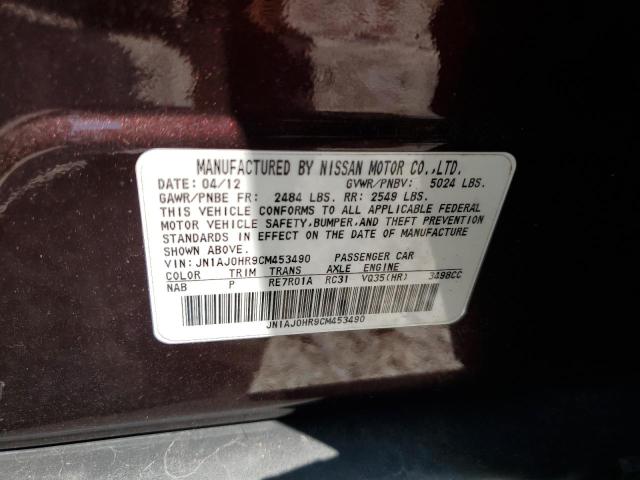 MANUFACTURED BY NISSAN MOTOR CO.,LTD.
DATE: 04/12 GVWR/PNBV: 5024 LBS.
GAWR/PNBE FR: 2484 LBS. RR: 2549 LBS.
THIS VEHICLE CONFORMS TO ALL APPLICABLE FEDERAL
MOTOR VEHICLE SAFETY, BUMPER, AND THEFT PREVENTION
STANDARDS IN EFFECT ON THE DATE OF MANUFACTURE
SHOWN ABOVE.
VIN: JN1AJ0HR9CM453490 PASSENGER CAR
COLOR TRIM TRANS AXLE ENGINE
NAB P RE7R01A RC31 VQ35(HR) 3498CC
JN1AJ0HR9CM453490